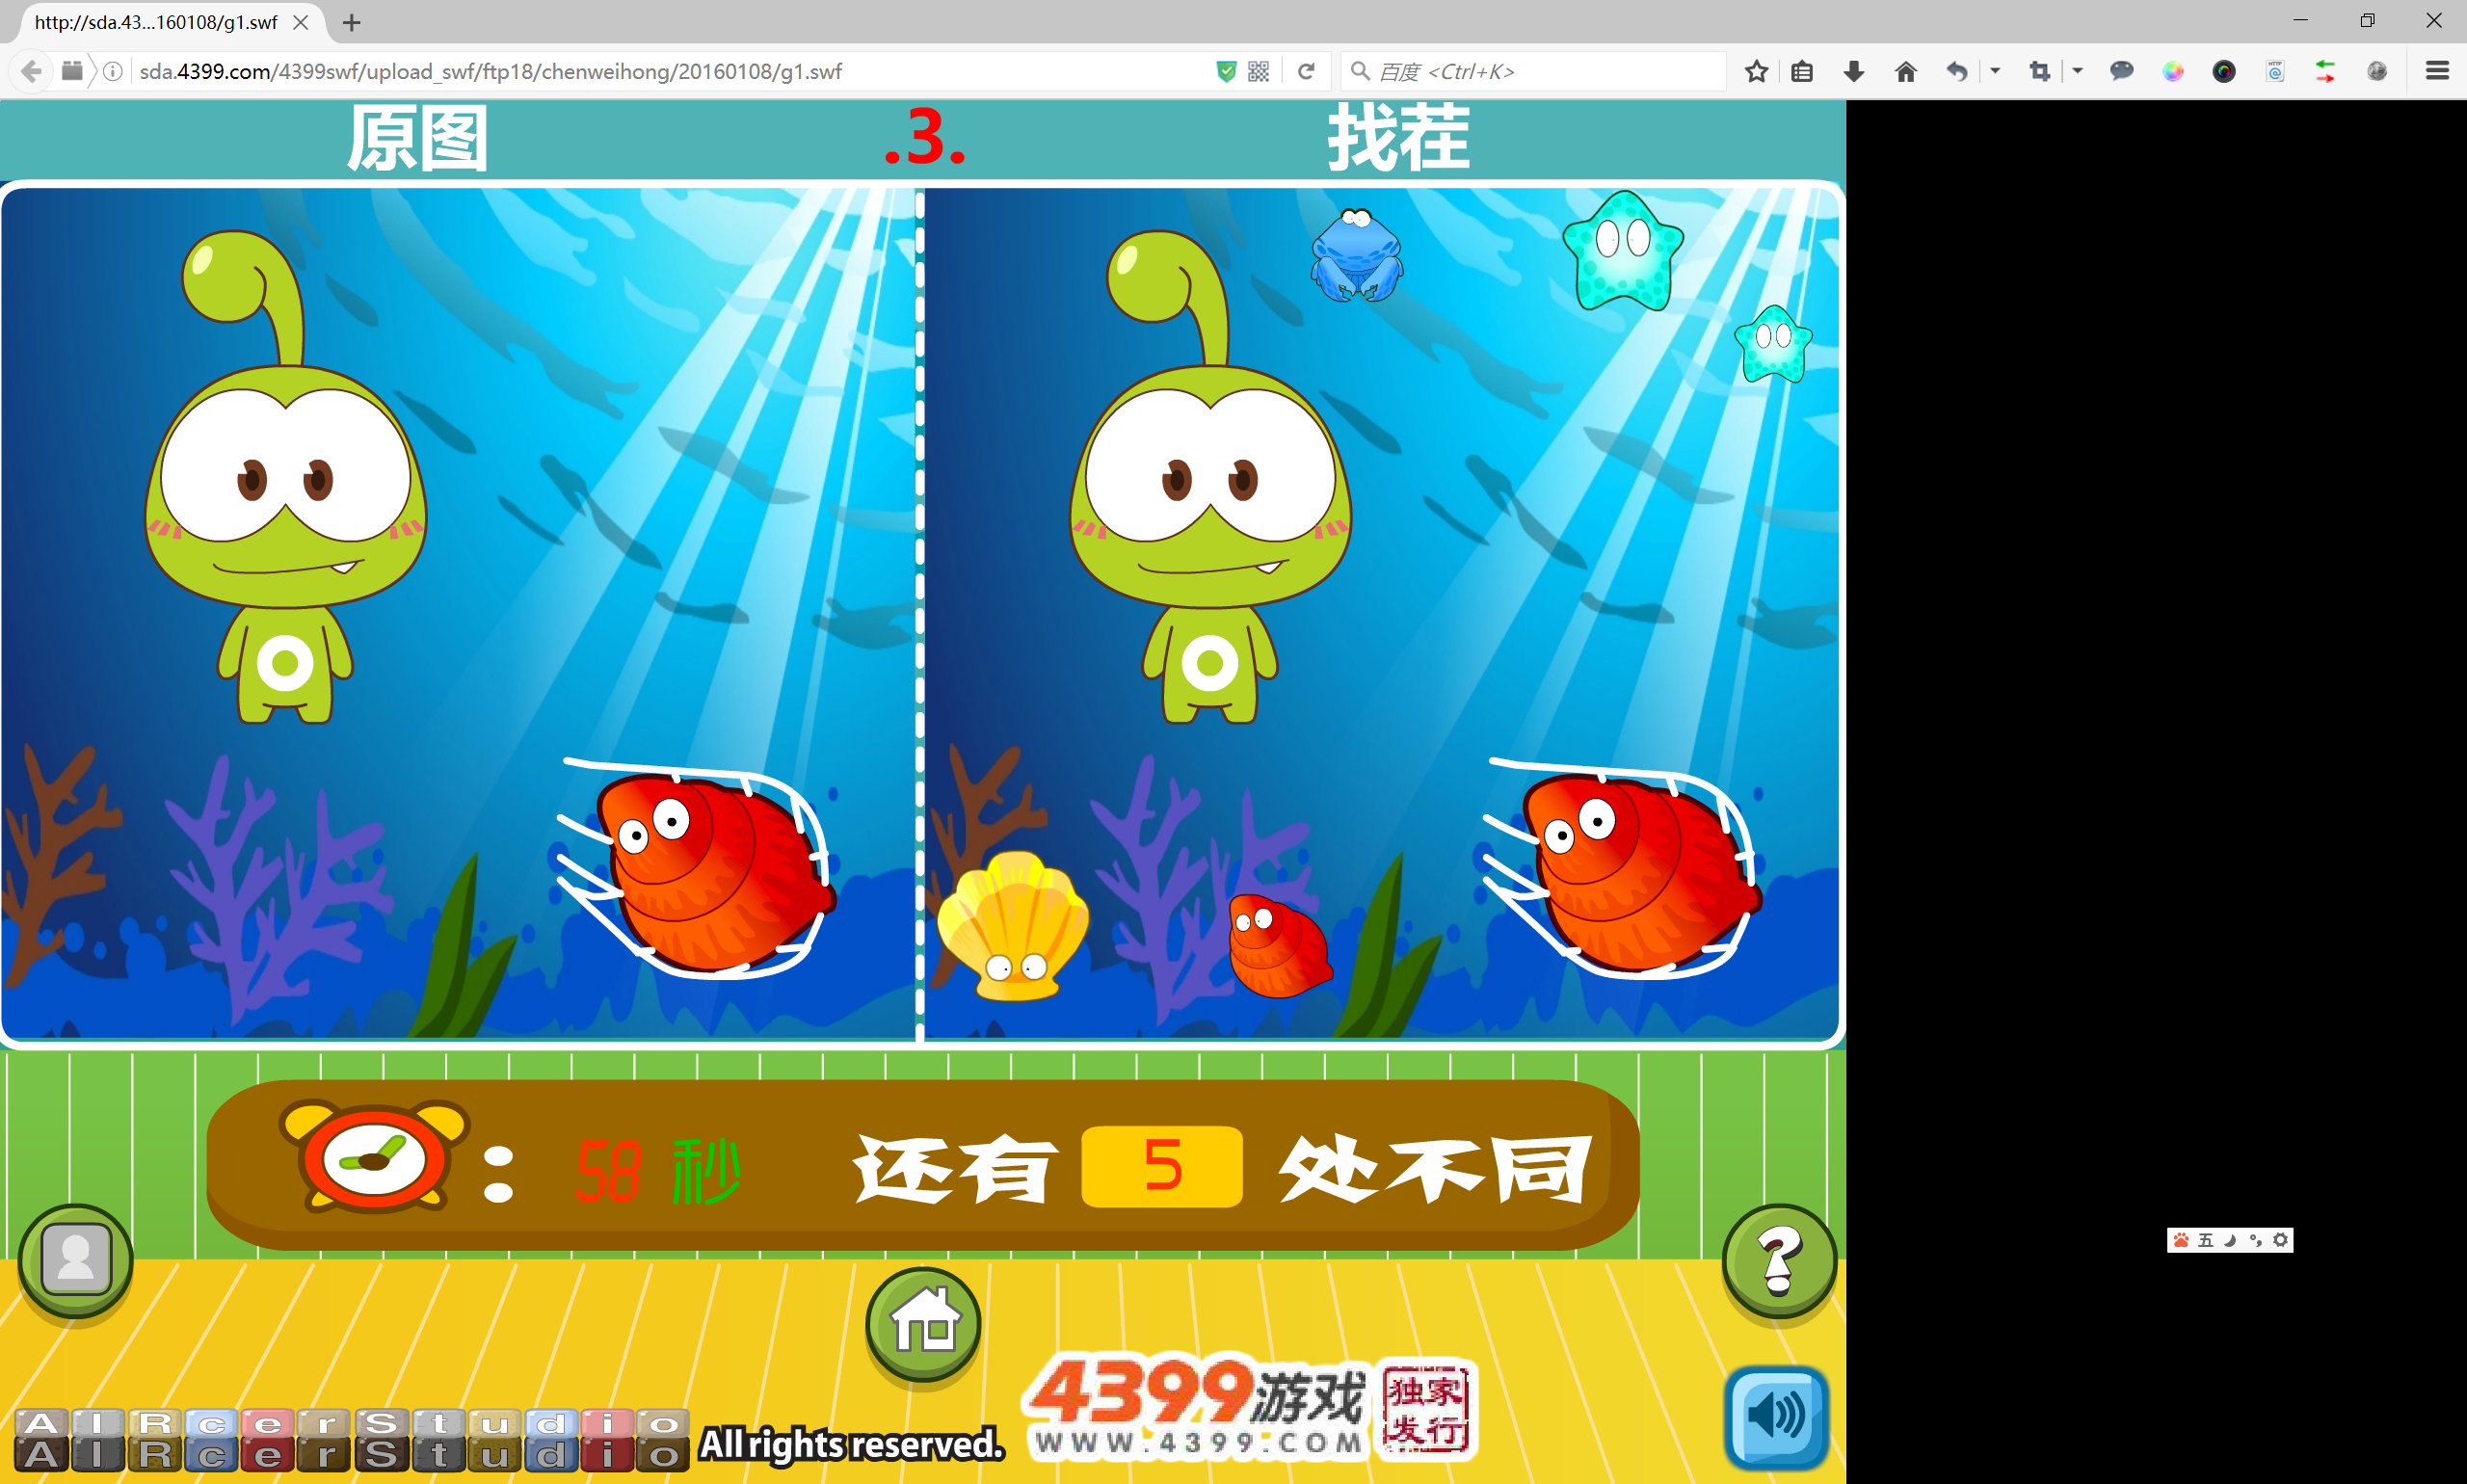 http://sda.43...160108/g1.swf
sda.4399.com/4399swf/upload_swf/ftp18/chenweihong/20160108/g1.swf
百度 <Ctrl+K>
原图 .3. 找茬
58 秒 还有 5 处不同
五
?
4399游戏
WWW.4399.COM
独家
发行
AIRcerStudio
All rights reserved.